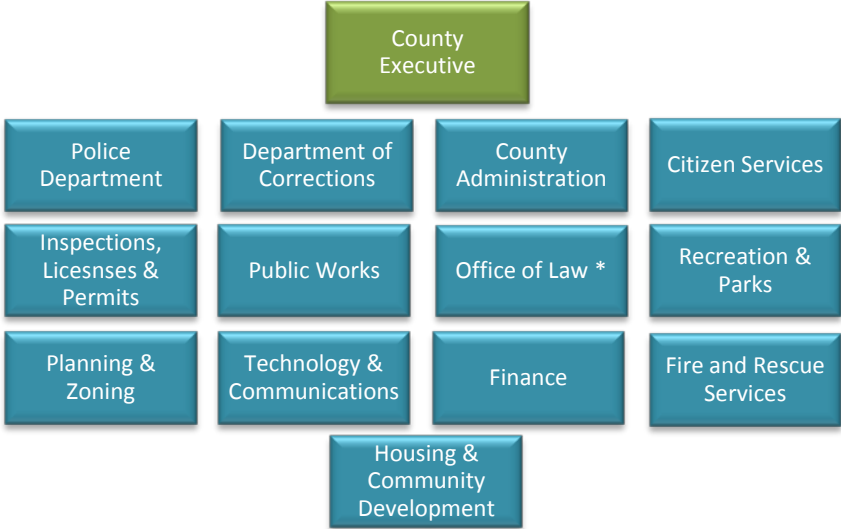 County
Executive
Police
Department
Department of
Corrections
County
Administration
Citizen Services
Inspections,
Licesnses &
Permits
Public Works
Office of Law *
Recreation &
Parks
Planning &
Zoning
Technology &
Communications
Finance
Fire and Rescue
Services
Housing &
Community
Development